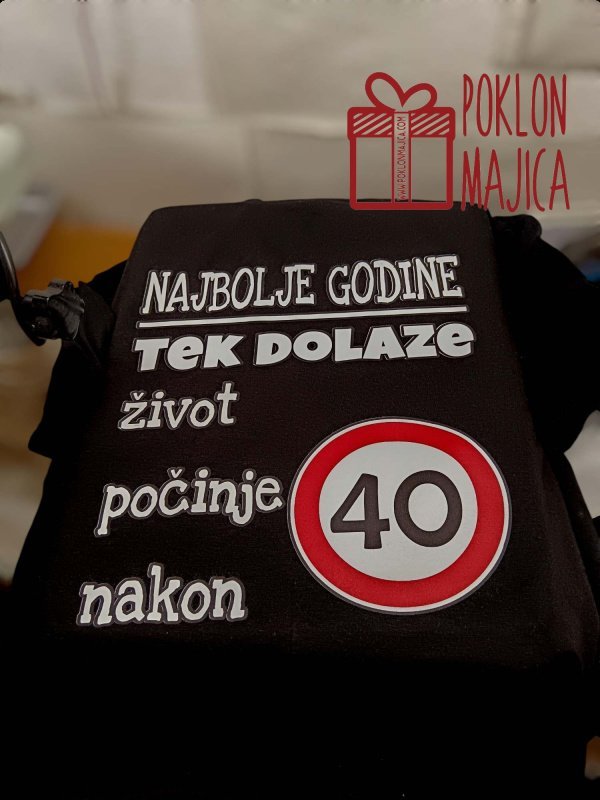 POKLON
MAJICA
www.POKLONMAJICA.COM
NAJBOLJE GODINE
TEK DOLAZE
život
počinje
40
nakon